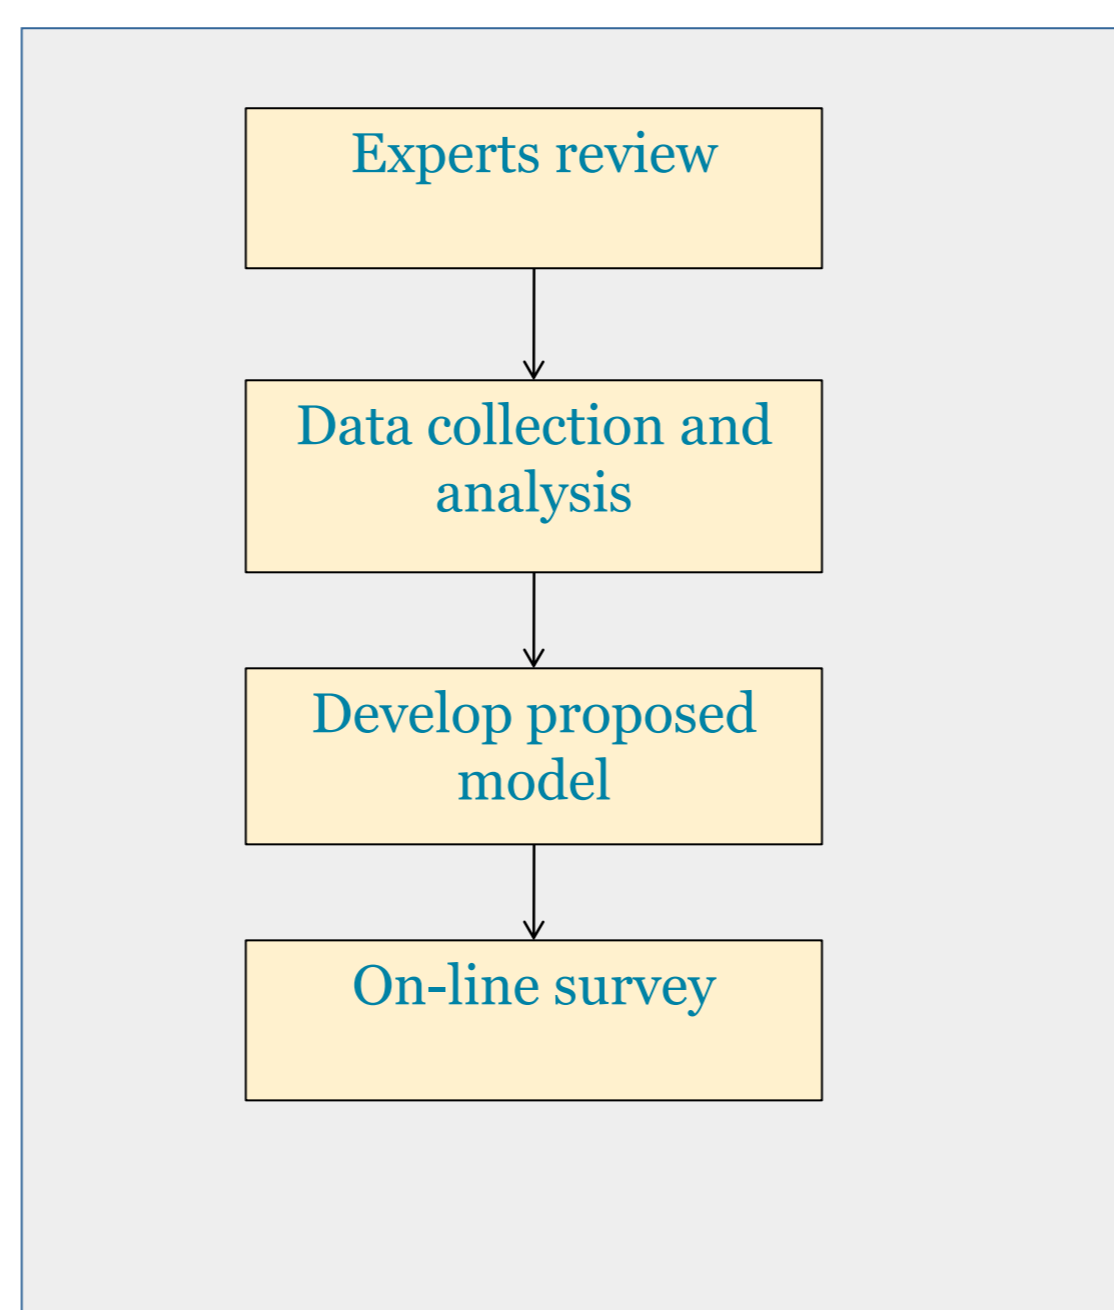 Experts review
Data collection and
analysis
Develop proposed
model
On-line survey